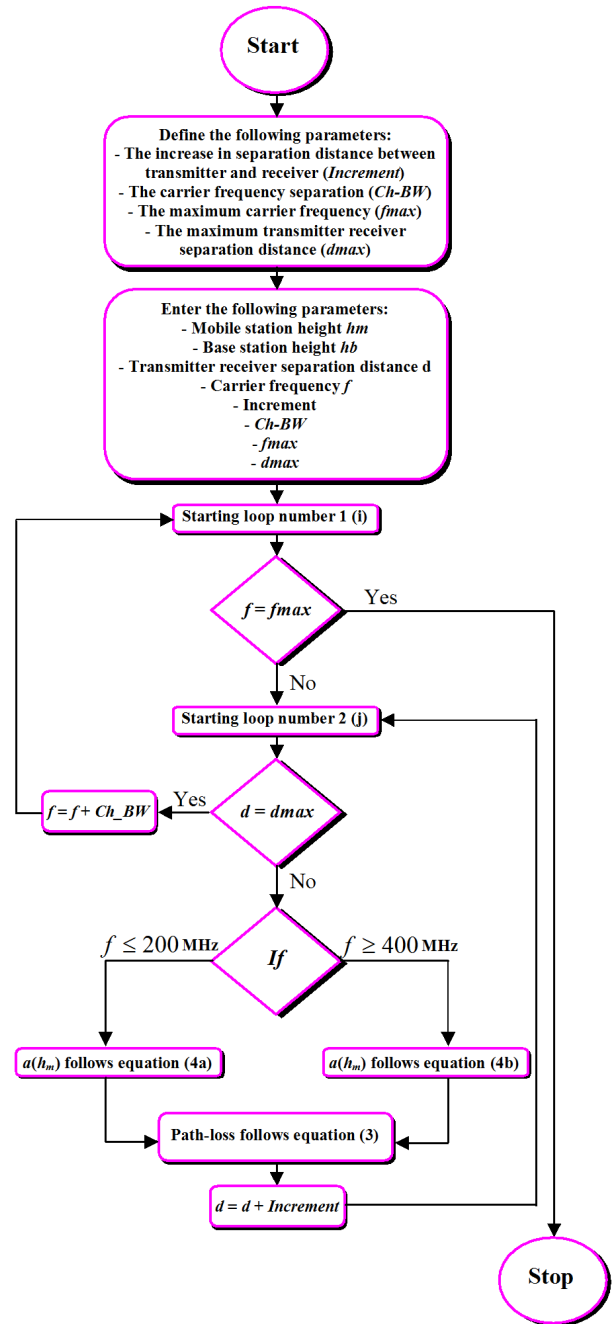 Start
Define the following parameters:
- The increase in separation distance between
transmitter and receiver (Increment)
- The carrier frequency separation (Ch-BW)
- The maximum carrier frequency (fmax)
- The maximum transmitter receiver
separation distance (dmax)
Enter the following parameters:
- Mobile station height hm
- Base station height hb
- Transmitter receiver separation distance d
- Carrier frequency f
- Increment
- Ch-BW
- fmax
- dmax
Starting loop number 1 (i)
f = fmax
Yes
No
Starting loop number 2 (j)
f = f + Ch_BW
Yes
d = dmax
No
f ≤ 200 MHz
If
f ≥ 400 MHz
a(hₘ) follows equation (4a)
a(hₘ) follows equation (4b)
Path-loss follows equation (3)
d = d + Increment
Stop